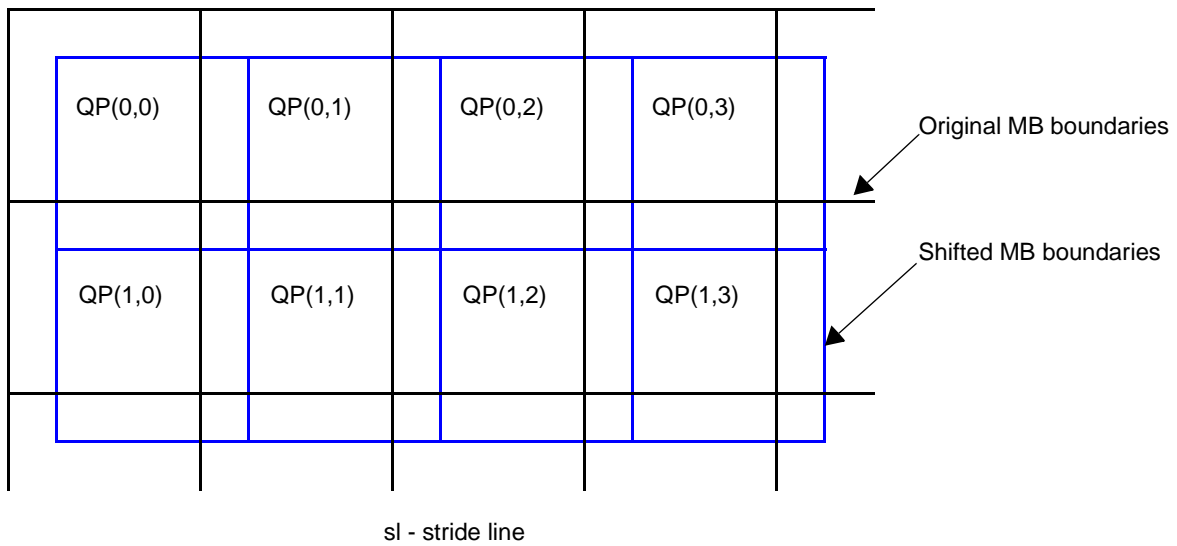 QP(0,0) QP(0,1) QP(0,2) QP(0,3)
Original MB boundaries
Shifted MB boundaries
QP(1,0) QP(1,1) QP(1,2) QP(1,3)
sl - stride line